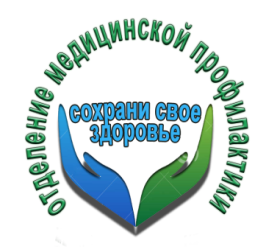 отделение медицинской профилактики
сохрани свое
здоровье